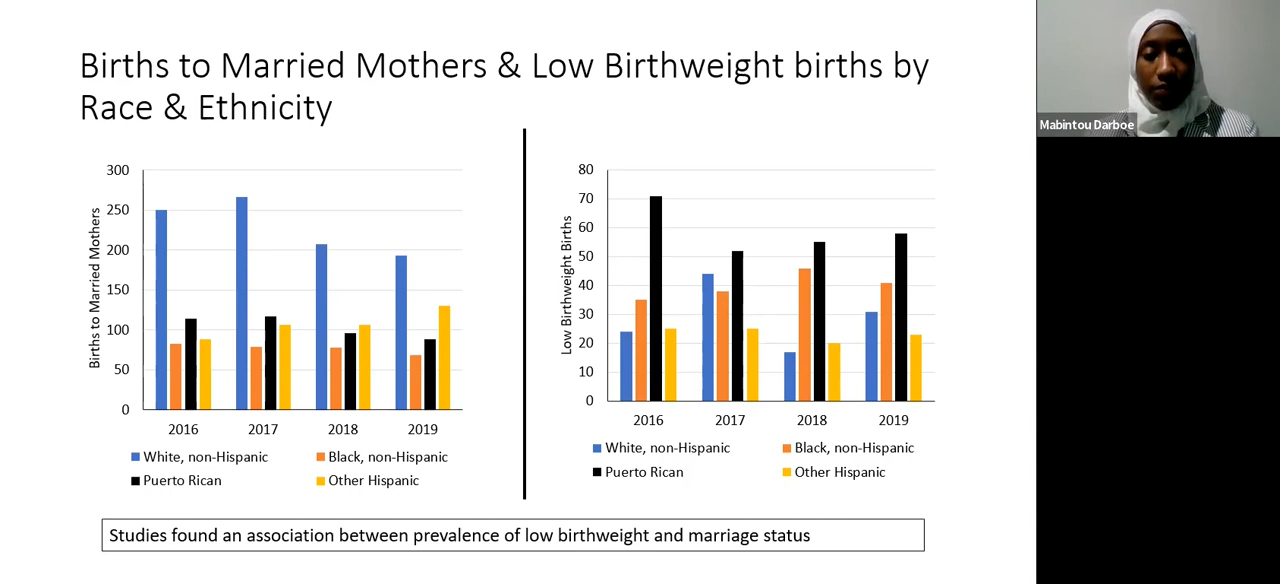 Births to Married Mothers & Low Birthweight births by
Race & Ethnicity
Mabintou Darboe
Births to Married Mothers
300
250
200
150
100
50
0
2016 2017 2018 2019
White, non-Hispanic Black, non-Hispanic
Puerto Rican Other Hispanic
Low Birthweight Births
80
70
60
50
40
30
20
10
0
2016 2017 2018 2019
White, non-Hispanic Black, non-Hispanic
Puerto Rican Other Hispanic
Studies found an association between prevalence of low birthweight and marriage status